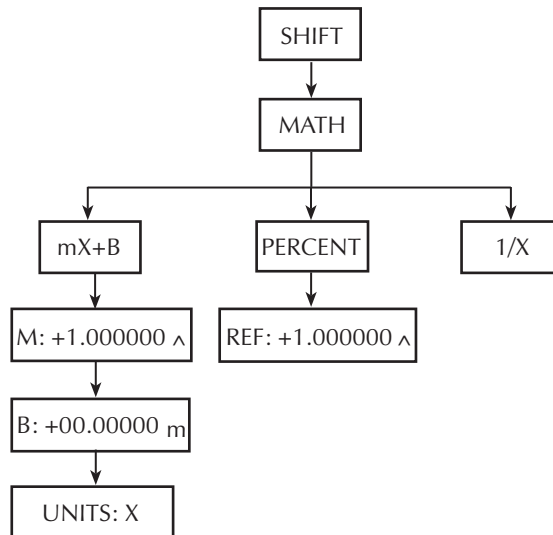 SHIFT
MATH
mX+B
PERCENT
1/X
M: +1.000000 ^
REF: +1.000000 ^
B: +00.00000 m
UNITS: X